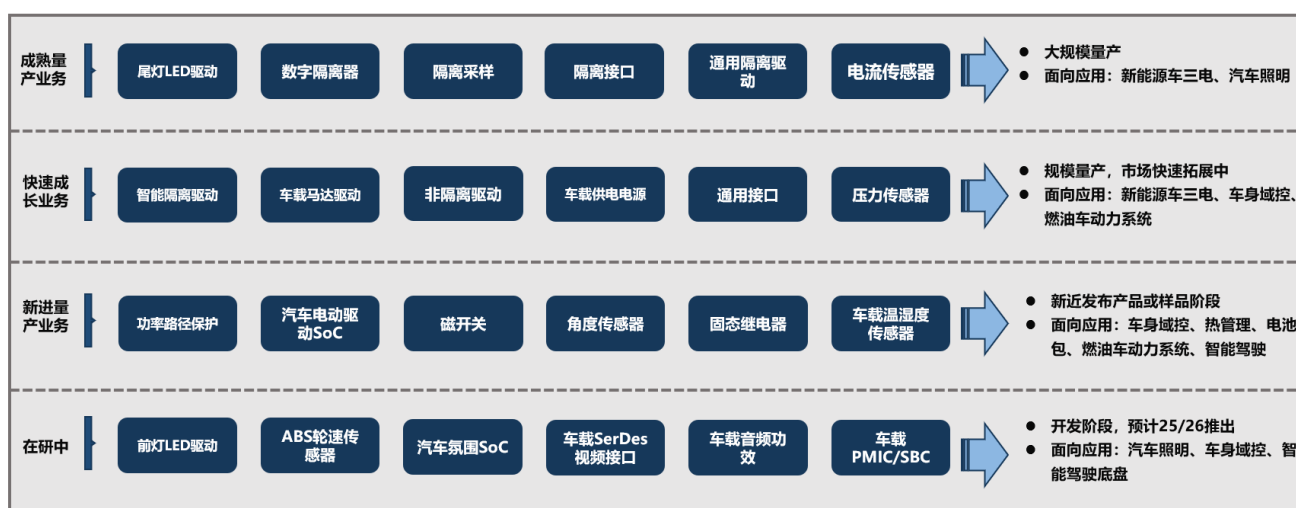 成熟量
产业务
尾灯LED驱动
数字隔离器
隔离采样
隔离接口
通用隔离驱
动
电流传感器
● 大规模量产
● 面向应用：新能源车三电、汽车照明
快速成
长业务
智能隔离驱动
车载马达驱动
非隔离驱动
车载供电电源
通用接口
压力传感器
● 规模量产，市场快速拓展中
● 面向应用：新能源车三电、车身域控、
燃油车动力系统
新进量
产业务
功率路径保护
汽车电动驱
动SoC
磁开关
角度传感器
固态继电器
车载温湿度
传感器
● 新近发布产品或样品阶段
● 面向应用：车身域控、热管理、电池
包、燃油车动力系统、智能驾驶
在研中
前灯LED驱动
ABS轮速传
感器
汽车氛围SoC
车载SerDes
视频接口
车载音频功
效
车载
PMIC/SBC
● 开发阶段，预计25/26推出
● 面向应用：汽车照明、车身域控、智
能驾驶底盘